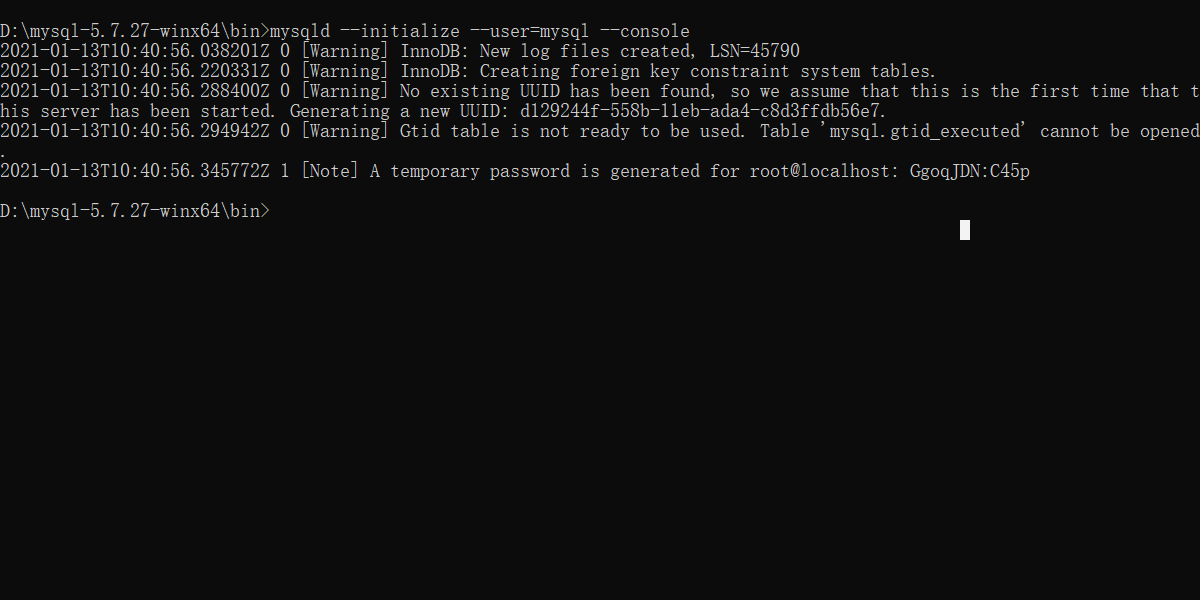 D:\mysql-5.7.27-winx64\bin>mysqld --initialize --user=mysql --console
2021-01-13T10:40:56.038201Z 0 [Warning] InnoDB: New log files created, LSN=45790
2021-01-13T10:40:56.220331Z 0 [Warning] InnoDB: Creating foreign key constraint system tables.
2021-01-13T10:40:56.288400Z 0 [Warning] No existing UUID has been found, so we assume that this is the first time that t
his server has been started. Generating a new UUID: d129244f-558b-11eb-ada4-c8d3ffdb56e7.
2021-01-13T10:40:56.294942Z 0 [Warning] Gtid table is not ready to be used. Table 'mysql.gtid_executed' cannot be opened
.
2021-01-13T10:40:56.345772Z 1 [Note] A temporary password is generated for root@localhost: GgoqJDN:C45p
D:\mysql-5.7.27-winx64\bin>